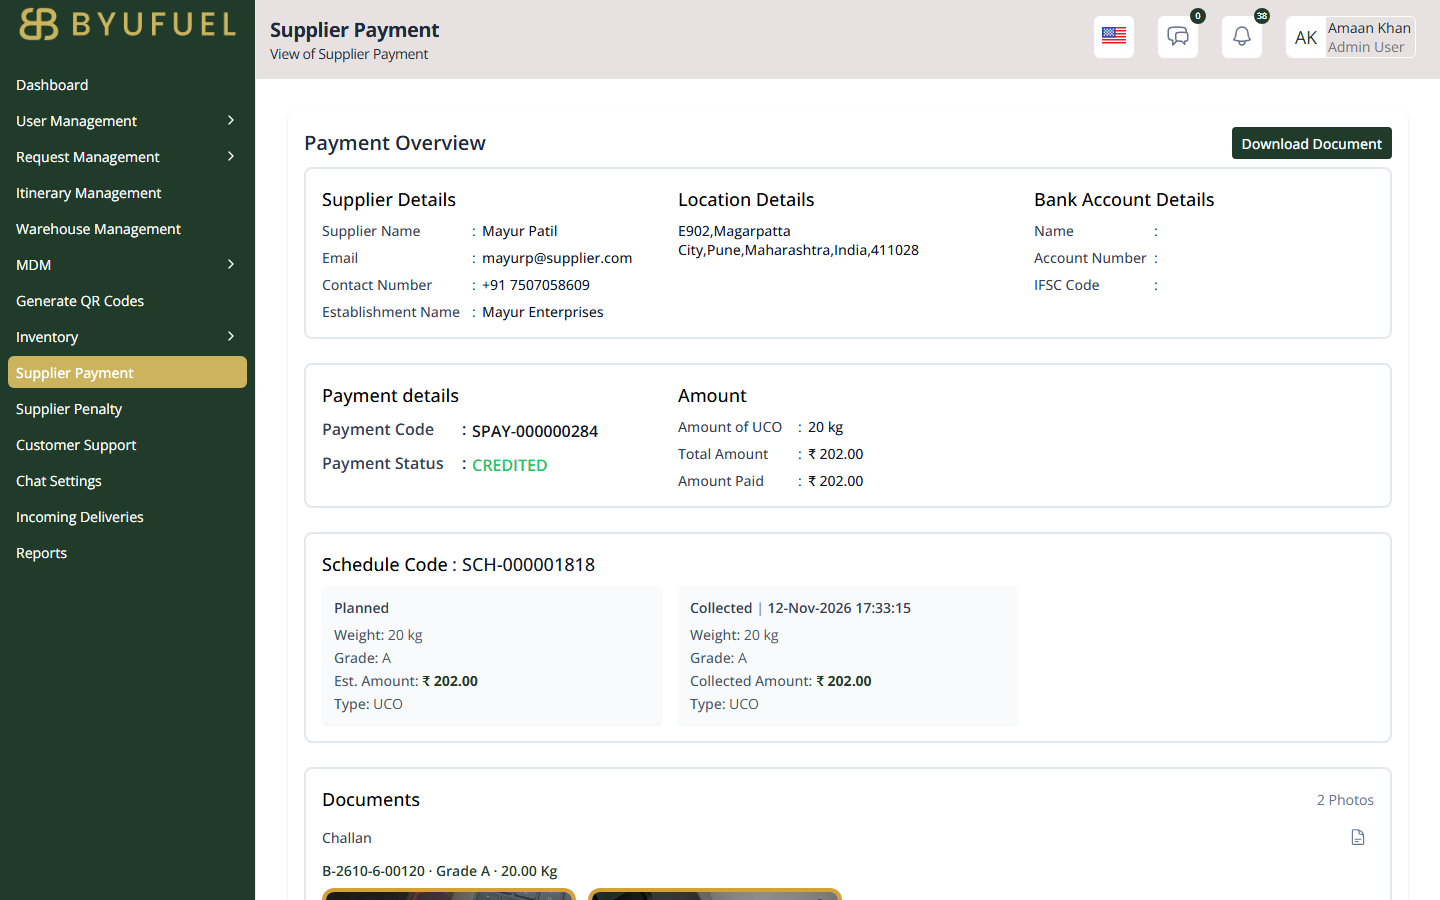 BYUFUEL
Dashboard
User Management
Request Management
Itinerary Management
Warehouse Management
MDM
Generate QR Codes
Inventory
Supplier Payment
Supplier Penalty
Customer Support
Chat Settings
Incoming Deliveries
Reports
Supplier Payment
View of Supplier Payment
0
38
AK
Amaan Khan
Admin User
Payment Overview
Download Document
Supplier Details
Supplier Name : Mayur Patil
Email : mayurp@supplier.com
Contact Number : +91 7507058609
Establishment Name : Mayur Enterprises
Location Details
E902,Magarpatta
City,Pune,Maharashtra,India,411028
Bank Account Details
Name :
Account Number :
IFSC Code :
Payment details
Payment Code : SPAY-000000284
Payment Status : CREDITED
Amount
Amount of UCO : 20 kg
Total Amount : ₹ 202.00
Amount Paid : ₹ 202.00
Schedule Code : SCH-000001818
Planned
Weight: 20 kg
Grade: A
Est. Amount: ₹ 202.00
Type: UCO
Collected | 12-Nov-2026 17:33:15
Weight: 20 kg
Grade: A
Collected Amount: ₹ 202.00
Type: UCO
Documents
2 Photos
Challan
B-2610-6-00120 · Grade A · 20.00 Kg